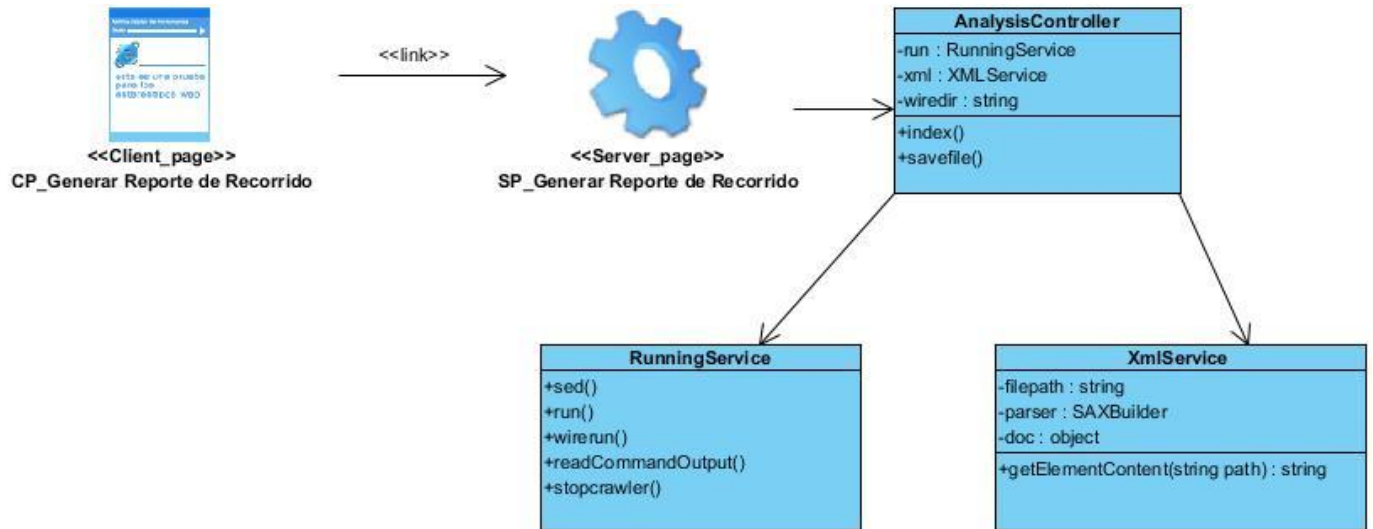 <<link>>
<<Client_page>>
CP_Generar Reporte de Recorrido
<<Server_page>>
SP_Generar Reporte de Recorrido
AnalysisController
-run : RunningService
-xml : XMLService
-wiredir : string
+index()
+savefile()
RunningService
+sed()
+run()
+wirerun()
+readCommandOutput()
+stopcrawler()
XmlService
-filepath : string
-parser : SAXBuilder
-doc : object
+getElementContent(string path) : string